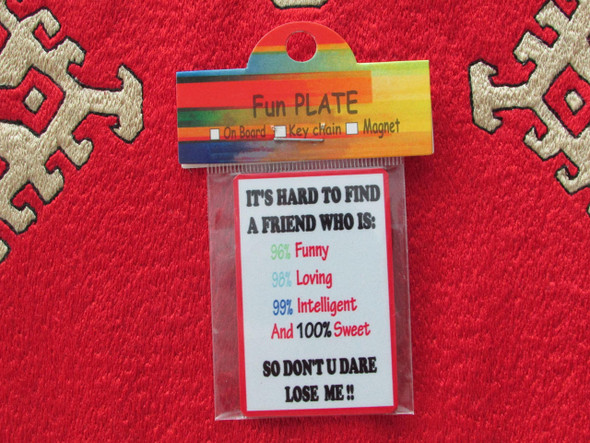 Fun PLATE
On Board Key chain Magnet
IT'S HARD TO FIND
A FRIEND WHO IS:
96% Funny
98% Loving
99% Intelligent
And 100% Sweet
SO DON'T U DARE
LOSE ME !!